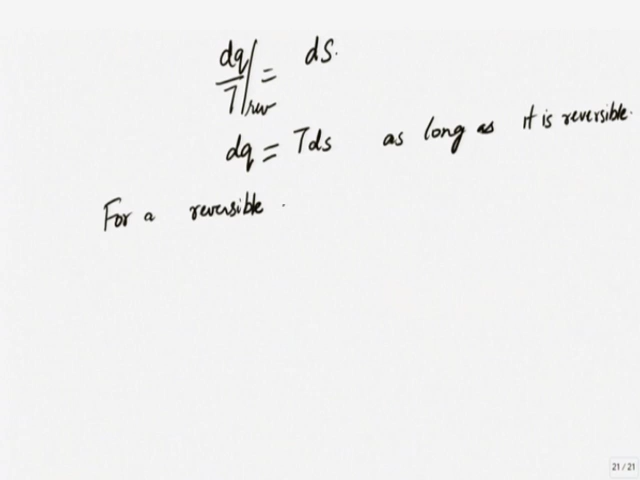 dq/T|rev = ds.
dq = Tds as long as it is reversible.
For a reversible.
21 / 21